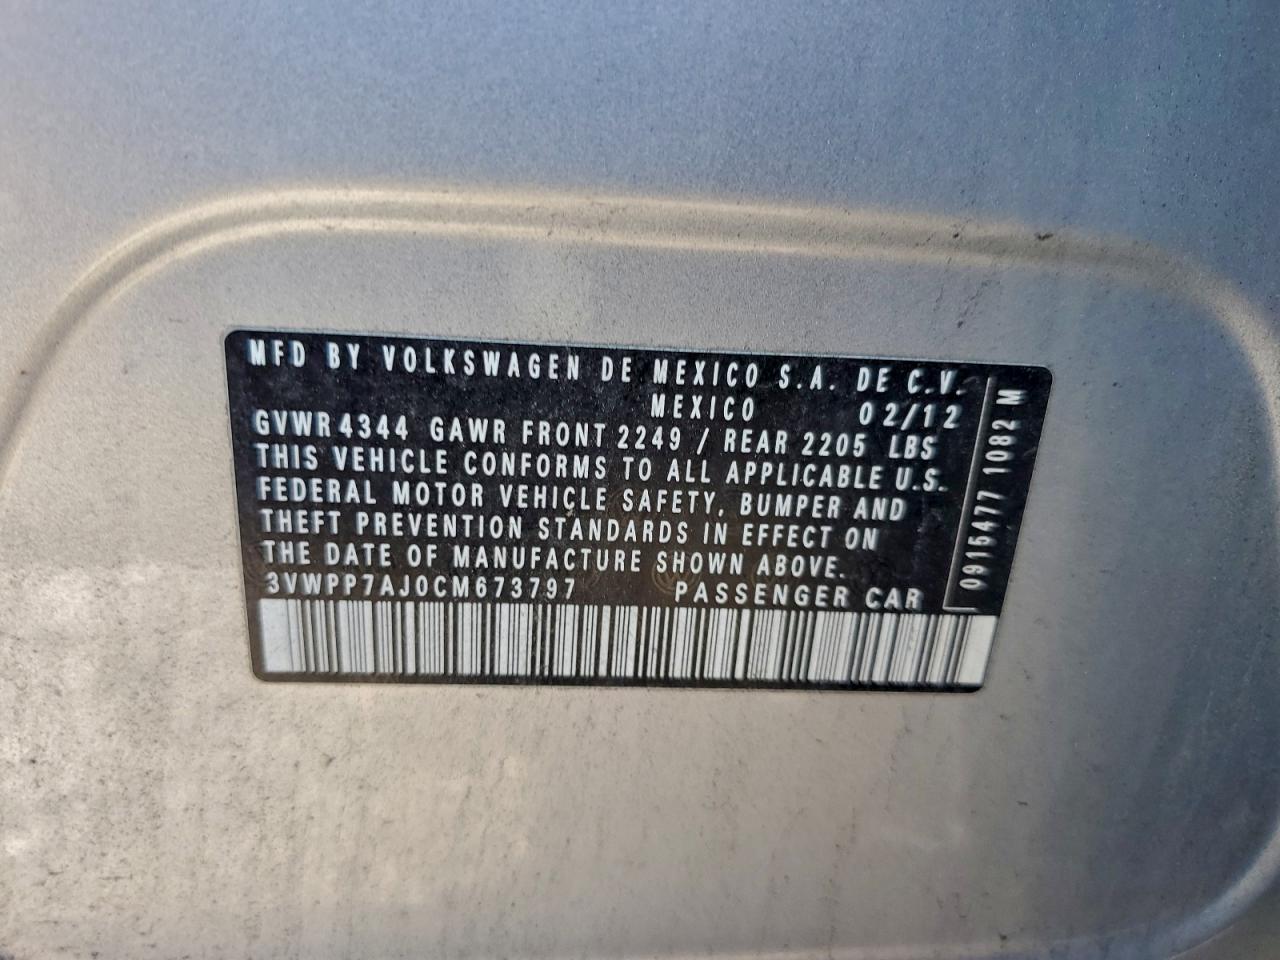 MFD BY VOLKSWAGEN DE MEXICO S.A. DE C.V.
MEXICO 02/12
GVWR 4344 GAWR FRONT 2249 / REAR 2205 LBS
THIS VEHICLE CONFORMS TO ALL APPLICABLE U.S.
FEDERAL MOTOR VEHICLE SAFETY, BUMPER AND
THEFT PREVENTION STANDARDS IN EFFECT ON
THE DATE OF MANUFACTURE SHOWN ABOVE.
3VWPP7AJ0CM673797 PASSENGER CAR
0915477 1082 M